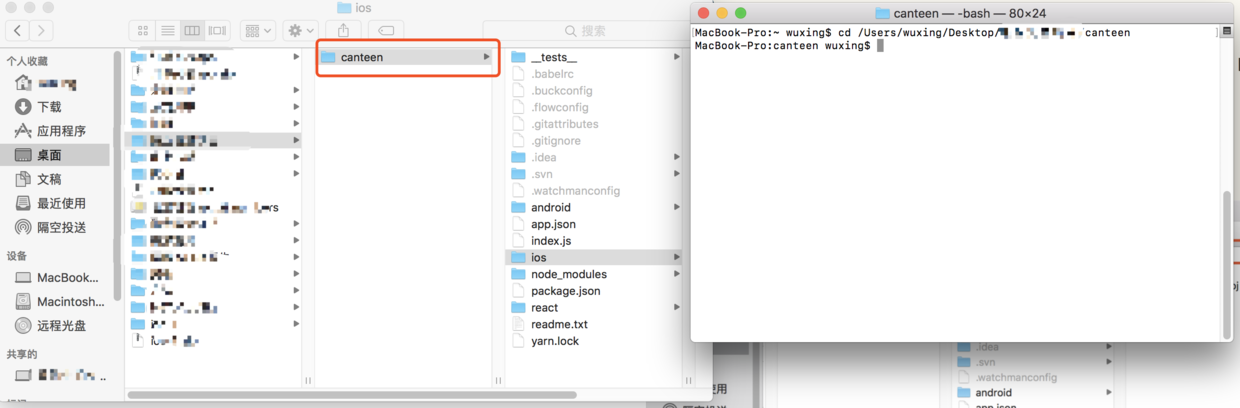 ios
搜索
个人收藏
下载
应用程序
桌面
文稿
最近使用
隔空投送
设备
MacBook...
Macintosh...
远程光盘
共享的
canteen
__tests__
.babelrc
.buckconfig
.flowconfig
.gitattributes
.gitignore
.idea
.svn
.watchmanconfig
android
app.json
index.js
ios
node_modules
package.json
react
readme.txt
yarn.lock
canteen — -bash — 80×24
[MacBook-Pro:~ wuxing$ cd /Users/wuxing/Desktop/ canteen ]
MacBook-Pro:canteen wuxing$
.idea
.svn
.watchmanconfig
android